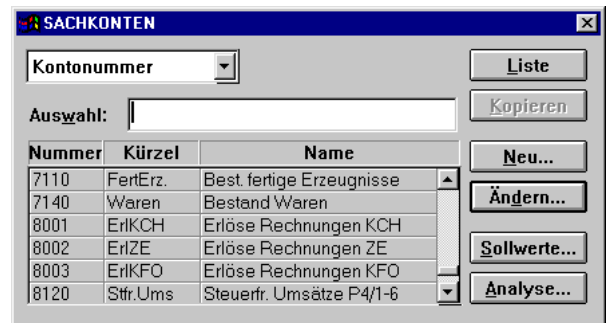 SACHKONTEN
Kontonummer
Liste
Auswahl:
Kopieren
Nummer Kürzel Name
Neu...
7110 FertErz. Best. fertige Erzeugnisse
7140 Waren Bestand Waren
Ändern...
8001 ErlKCH Erlöse Rechnungen KCH
8002 ErlZE Erlöse Rechnungen ZE
Sollwerte...
8003 ErlKFO Erlöse Rechnungen KFO
8120 Stfr.Ums Steuerfr. Umsätze P4/1-6
Analyse...